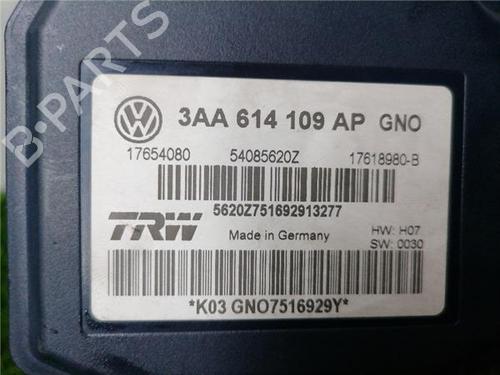 B-PARTS
3AA 614 109 AP GNO
17654080 54085620Z 17618980-B
5620Z751692913277
TRW Made in Germany HW: H07
SW: 0030
*K03 GNO7516929Y*